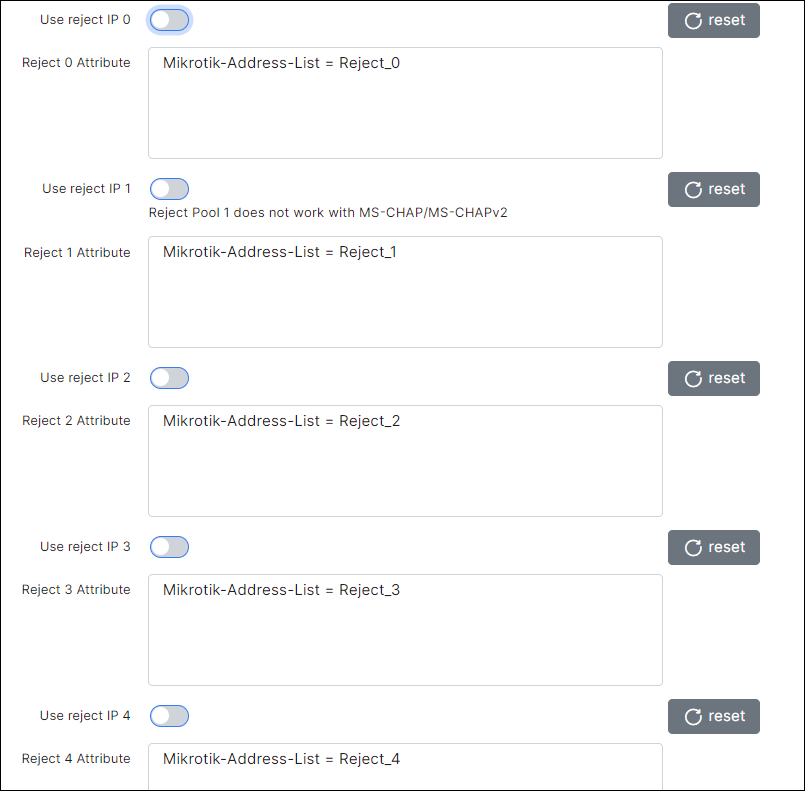 Use reject IP 0
reset
Reject 0 Attribute
Mikrotik-Address-List = Reject_0
Use reject IP 1
reset
Reject Pool 1 does not work with MS-CHAP/MS-CHAPv2
Reject 1 Attribute
Mikrotik-Address-List = Reject_1
Use reject IP 2
reset
Reject 2 Attribute
Mikrotik-Address-List = Reject_2
Use reject IP 3
reset
Reject 3 Attribute
Mikrotik-Address-List = Reject_3
Use reject IP 4
reset
Reject 4 Attribute
Mikrotik-Address-List = Reject_4